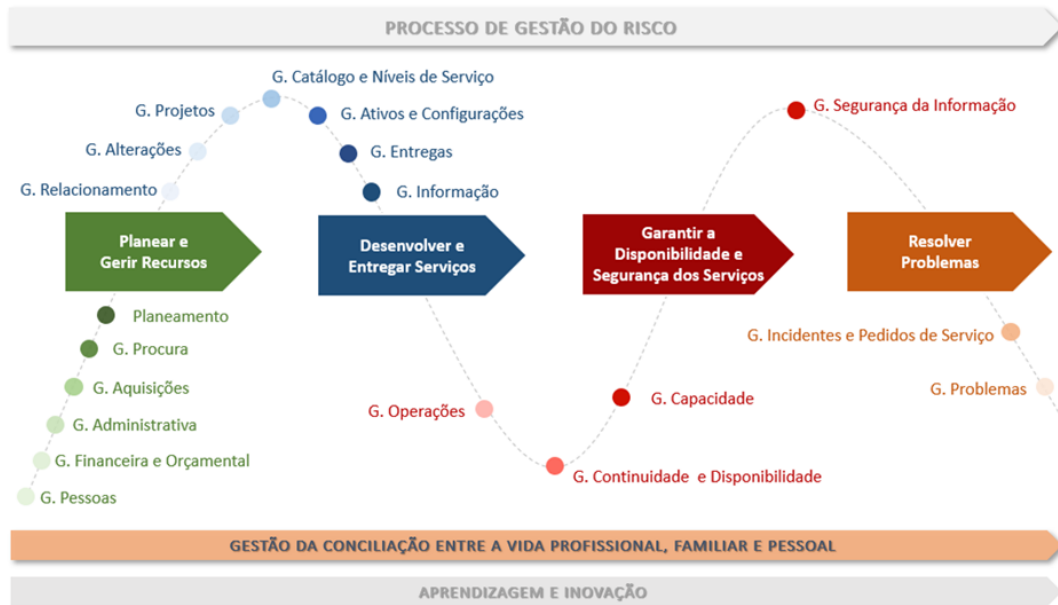 PROCESSO DE GESTÃO DO RISCO
G. Catálogo e Níveis de Serviço
G. Projetos
G. Ativos e Configurações
G. Segurança da Informação
G. Alterações
G. Entregas
G. Relacionamento
G. Informação
Planear e
Gerir Recursos
Desenvolver e
Entregar Serviços
Garantir a
Disponibilidade e
Segurança dos Serviços
Resolver
Problemas
Planeamento
G. Procura
G. Aquisições
G. Administrativa
G. Financeira e Orçamental
G. Pessoas
G. Operações
G. Capacidade
G. Continuidade e Disponibilidade
G. Incidentes e Pedidos de Serviço
G. Problemas
GESTÃO DA CONCILIAÇÃO ENTRE A VIDA PROFISSIONAL, FAMILIAR E PESSOAL
APRENDIZAGEM E INOVAÇÃO